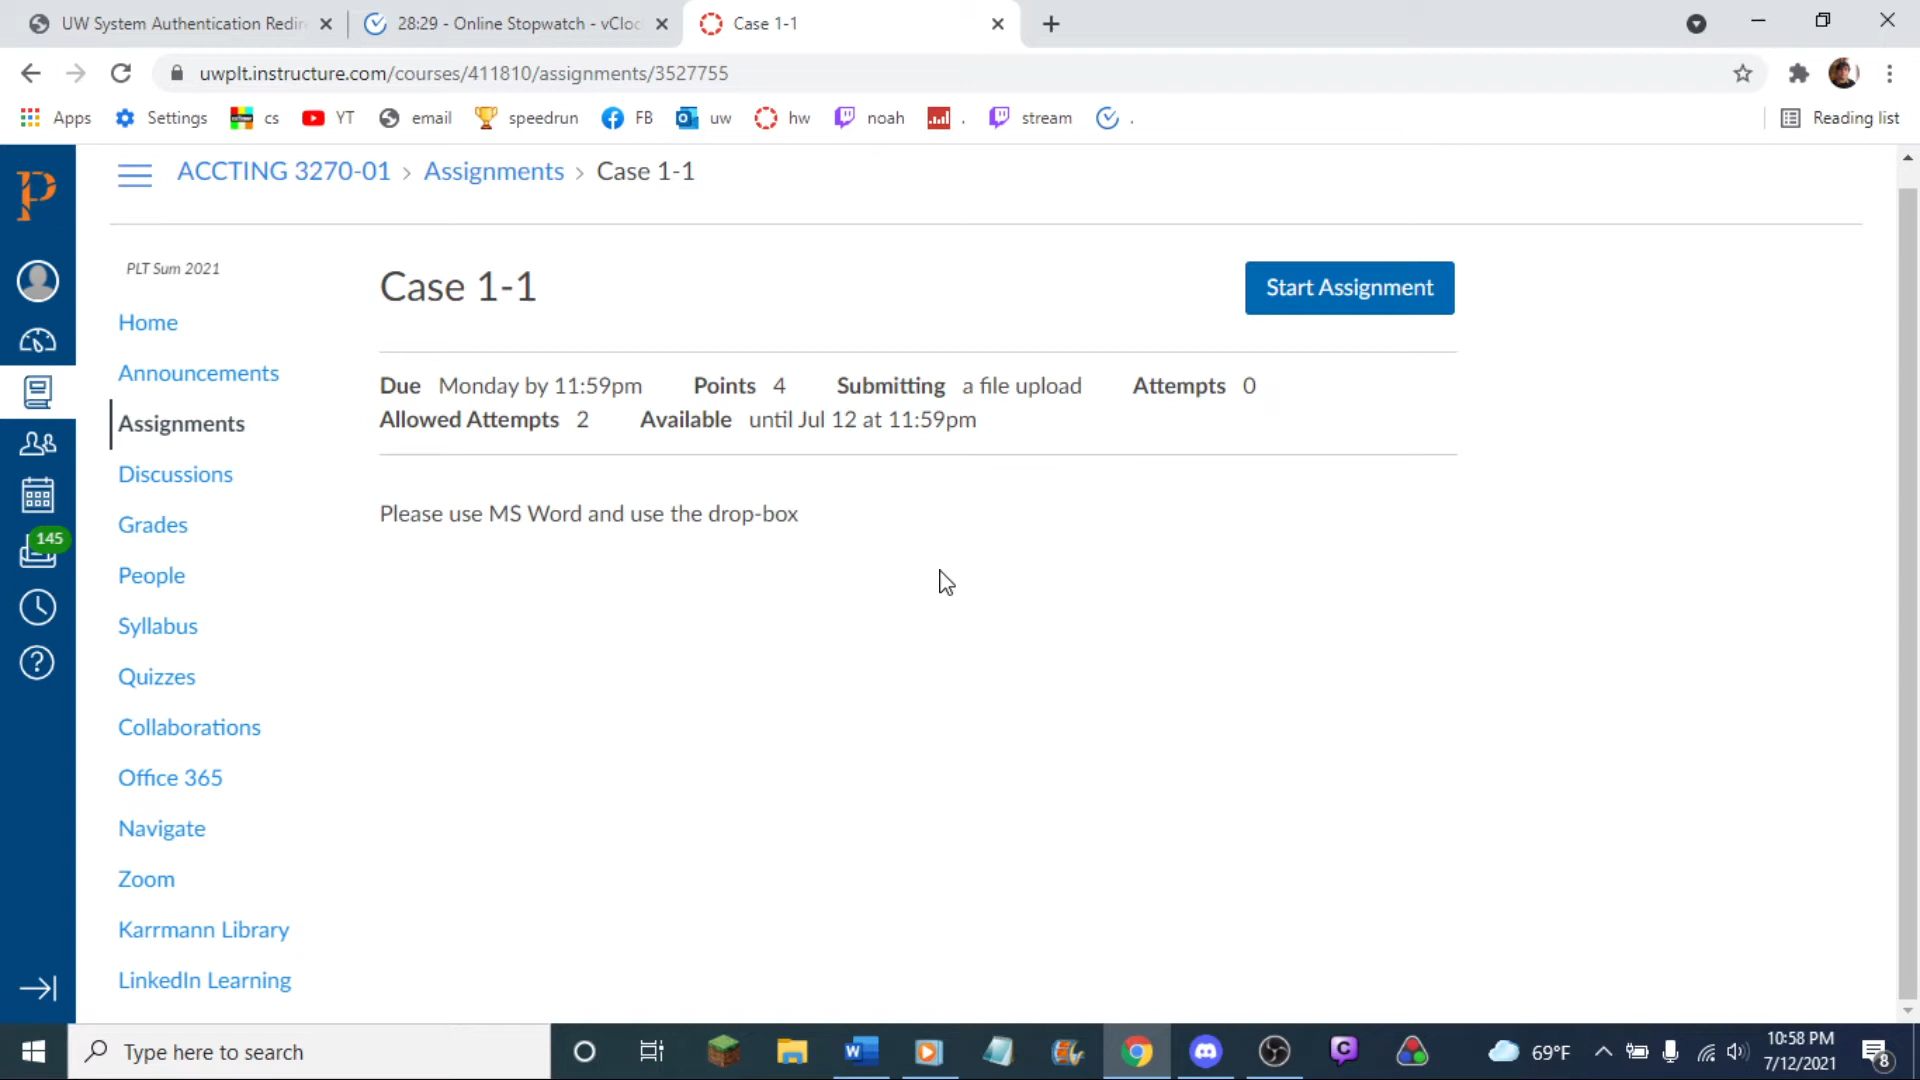 UW System Authentication Redir
28:29 - Online Stopwatch - vCloc
Case 1-1
uwplt.instructure.com/courses/411810/assignments/3527755
Apps
Settings
cs
YT
email
speedrun
FB
uw
hw
noah
.
stream
.
Reading list
ACCTING 3270-01 › Assignments › Case 1-1
PLT Sum 2021
Case 1-1
Start Assignment
Home
Announcements
Due Monday by 11:59pm Points 4 Submitting a file upload Attempts 0
Allowed Attempts 2 Available until Jul 12 at 11:59pm
Assignments
Discussions
Please use MS Word and use the drop-box
Grades
145
People
Syllabus
Quizzes
Collaborations
Office 365
Navigate
Zoom
Karrmann Library
LinkedIn Learning
Type here to search
69°F
10:58 PM
7/12/2021
8